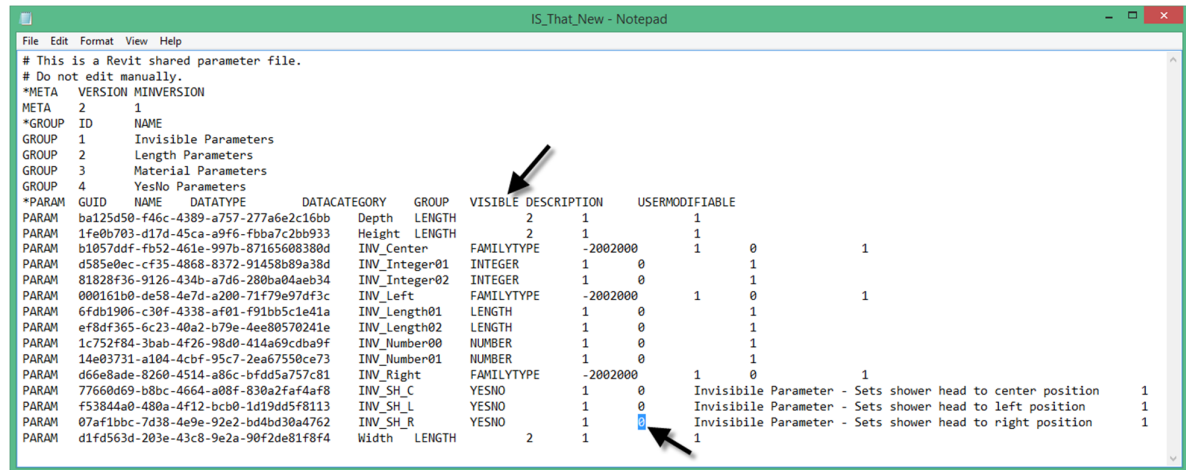 IS_That_New - Notepad
File Edit Format View Help
# This is a Revit shared parameter file.
# Do not edit manually.
*META VERSION MINVERSION
META 2 1
*GROUP ID NAME
GROUP 1 Invisible Parameters
GROUP 2 Length Parameters
GROUP 3 Material Parameters
GROUP 4 YesNo Parameters
*PARAM GUID NAME DATATYPE DATACATEGORY GROUP VISIBLE DESCRIPTION USERMODIFIABLE
PARAM ba125d50-f46c-4389-a757-277a6e2c16bb Depth LENGTH 2 1 1
PARAM 1fe0b703-d17d-45ca-a9f6-fbba7c2bb933 Height LENGTH 2 1 1
PARAM b1057ddf-fb52-461e-997b-87165608380d INV_Center FAMILYTYPE -2002000 1 0 1
PARAM d585e0ec-cf35-4868-8372-91458b89a38d INV_Integer01 INTEGER 1 0 1
PARAM 81828f36-9126-434b-a7d6-280ba04aeb34 INV_Integer02 INTEGER 1 0 1
PARAM 000161b0-de58-4e7d-a200-71f79e97df3c INV_Left FAMILYTYPE -2002000 1 0 1
PARAM 6fdb1906-c30f-4338-af01-f91bb5c1e41a INV_Length01 LENGTH 1 0 1
PARAM ef8df365-6c23-40a2-b79e-4ee80570241e INV_Length02 LENGTH 1 0 1
PARAM 1c752f84-3bab-4f26-98d0-414a69cdba9f INV_Number00 NUMBER 1 0 1
PARAM 14e03731-a104-4cbf-95c7-2ea67550ce73 INV_Number01 NUMBER 1 0 1
PARAM d66e8ade-8260-4514-a86c-bfdd5a757c81 INV_Right FAMILYTYPE -2002000 1 0 1
PARAM 77660d69-b8bc-4664-a08f-830a2faf4af8 INV_SH_C YESNO 1 0 Invisibile Parameter - Sets shower head to center position 1
PARAM f53844a0-480a-4f12-bcb0-1d19dd5f8113 INV_SH_L YESNO 1 0 Invisibile Parameter - Sets shower head to left position 1
PARAM 07af1bbc-7d38-4e9e-92e2-bd4bd30a4762 INV_SH_R YESNO 1 0 Invisibile Parameter - Sets shower head to right position 1
PARAM d1fd563d-203e-43c8-9e2a-90f2de81f8f4 Width LENGTH 2 1 1